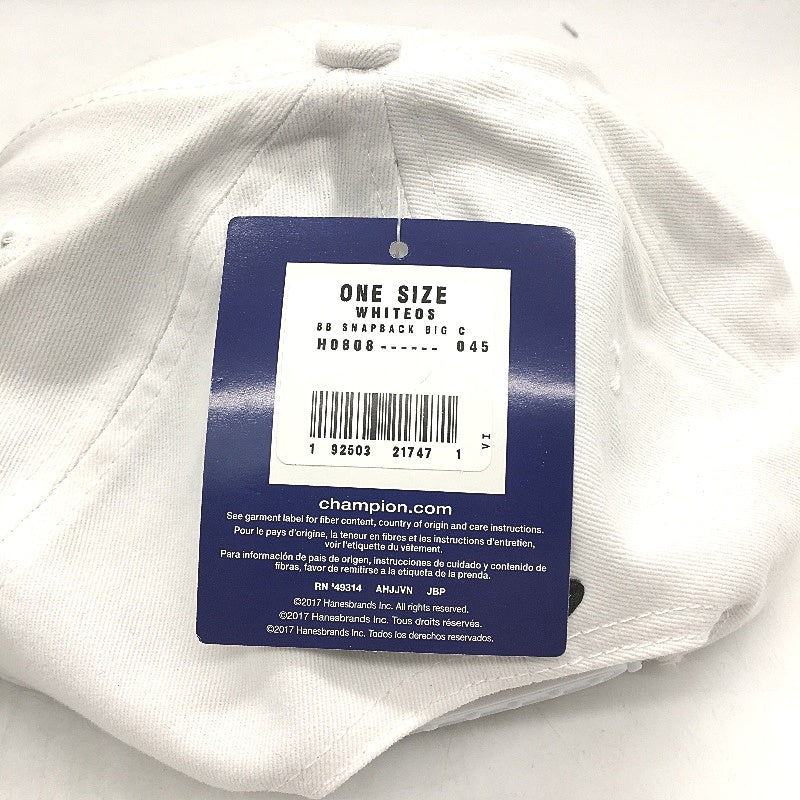 ONE SIZE
WHITEOS
BB SNAPBACK BIG C
H0808 ------ 045
1 92503 21747 1
VI
champion.com
See garment label for fiber content, country of origin and care instructions.
Pour le pays d'origine, la teneur en fibres et les instructions d'entretien,
voir l'etiquette du vêtement.
Para información de pais de origen, instrucciones de cuidado y contenido de
fibras, favor de remitirse a la etiqueta de la prenda.
RN '49314 AHJJVN JBP
©2017 Hanesbrands Inc. All rights reserved.
©2017 Hanesbrands Inc. Tous droits réservés.
©2017 Hanesbrands Inc. Todos los derechos reservados.